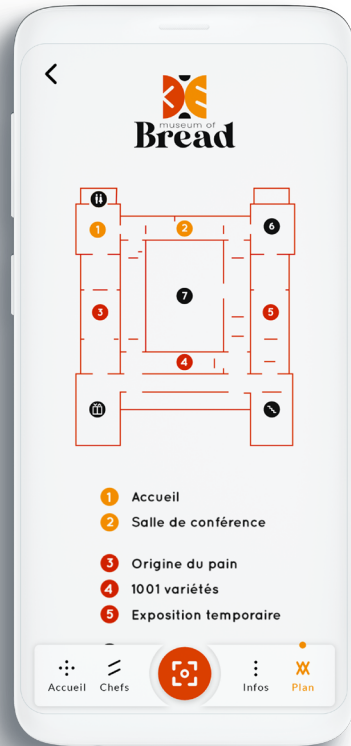 museum of
Bread
1
2
6
3
7
5
4
1 Accueil
2 Salle de conférence
3 Origine du pain
4 1001 variétés
5 Exposition temporaire
Accueil Chefs Infos Plan